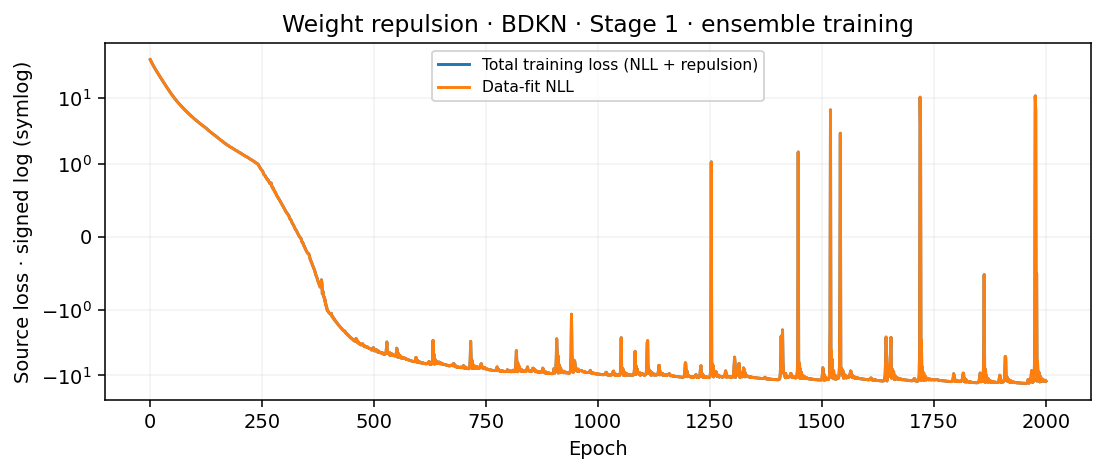 Weight repulsion · BDKN · Stage 1 · ensemble training
Source loss · signed log (symlog)
10¹
10⁰
0
−10⁰
−10¹
Total training loss (NLL + repulsion)
Data-fit NLL
0 250 500 750 1000 1250 1500 1750 2000
Epoch